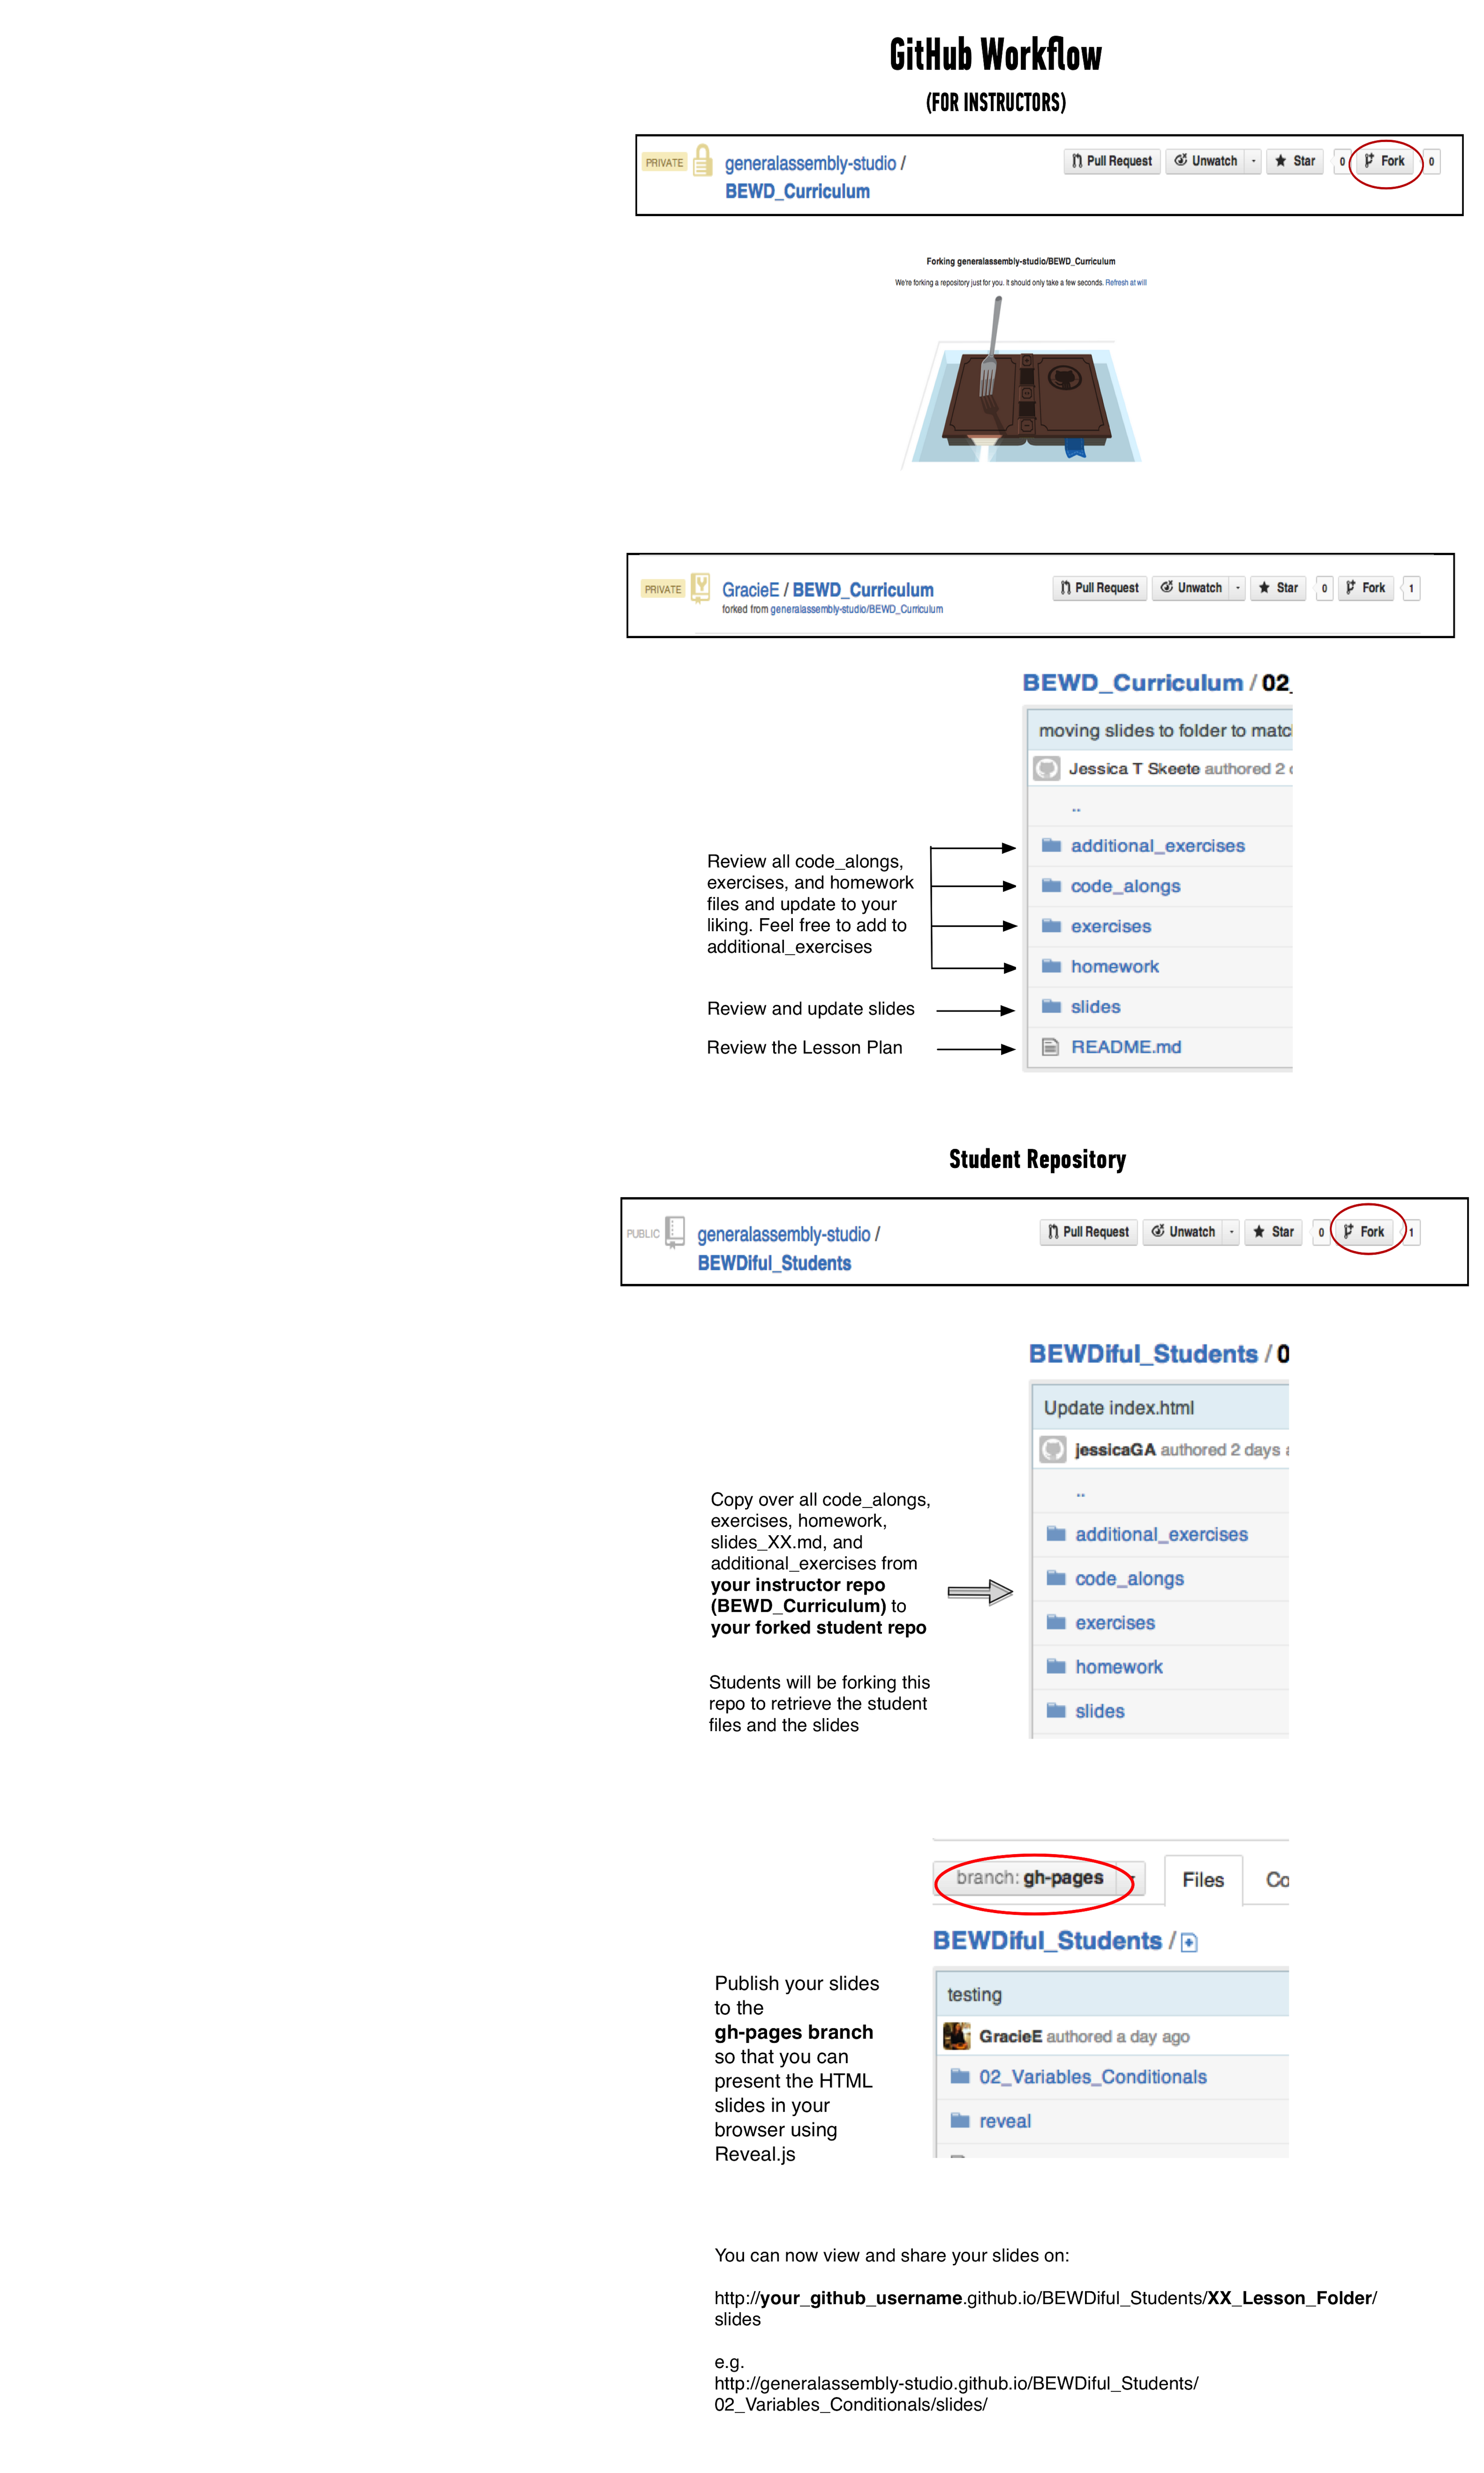 GitHub Workflow
(FOR INSTRUCTORS)
PRIVATE generalassembly-studio / Pull Request Unwatch Star 0 Fork 0
BEWD_Curriculum
Forking generalassembly-studio/BEWD_Curriculum
We're forking a repository just for you. It should only take a few seconds. Refresh at will
PRIVATE GracieE / BEWD_Curriculum Pull Request Unwatch Star 0 Fork 1
forked from generalassembly-studio/BEWD_Curriculum
BEWD_Curriculum / 02_
moving slides to folder to matc
Jessica T Skeete authored 2
..
additional_exercises
code_alongs
exercises
homework
slides
README.md
Review all code_alongs,
exercises, and homework
files and update to your
liking. Feel free to add to
additional_exercises
Review and update slides
Review the Lesson Plan
Student Repository
PUBLIC generalassembly-studio / Pull Request Unwatch Star 0 Fork 1
BEWDiful_Students
BEWDiful_Students / 0
Update index.html
jessicaGA authored 2 days a
..
additional_exercises
code_alongs
exercises
homework
slides
Copy over all code_alongs,
exercises, homework,
slides_XX.md, and
additional_exercises from
your instructor repo
(BEWD_Curriculum) to
your forked student repo
Students will be forking this
repo to retrieve the student
files and the slides
branch: gh-pages Files Co
BEWDiful_Students /
testing
GracieE authored a day ago
02_Variables_Conditionals
reveal
Publish your slides
to the
gh-pages branch
so that you can
present the HTML
slides in your
browser using
Reveal.js
You can now view and share your slides on:
http://your_github_username.github.io/BEWDiful_Students/XX_Lesson_Folder/
slides
e.g.
http://generalassembly-studio.github.io/BEWDiful_Students/
02_Variables_Conditionals/slides/